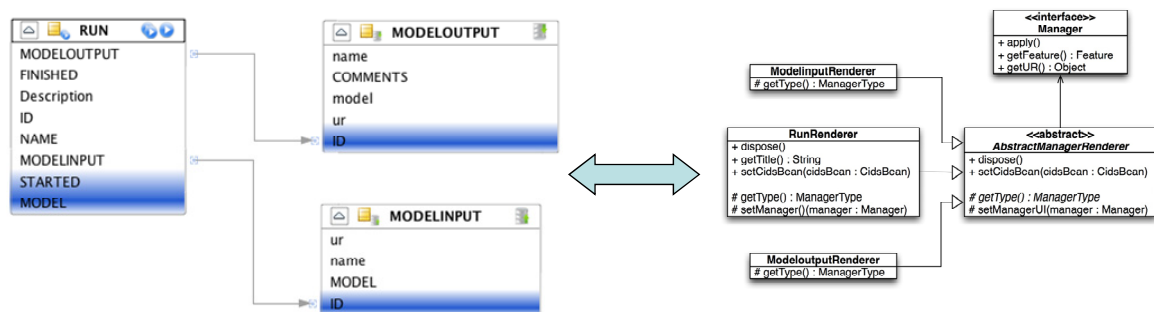 RUN
MODELOUTPUT
FINISHED
Description
ID
NAME
MODELINPUT
STARTED
MODEL
MODELOUTPUT
name
COMMENTS
model
ur
ID
MODELINPUT
ur
name
MODEL
ID
<<interface>>
Manager
+ apply()
+ getFeature() : Feature
+ getUR() : Object
ModelinputRenderer
# getType() : ManagerType
RunRenderer
+ dispose()
+ getTitle() : String
+ setCidsBean(cidsBean : CidsBean)
# getType() : ManagerType
# setManager()(manager : Manager)
<<abstract>>
AbstractManagerRenderer
+ dispose()
+ setCidsBean(cidsBean : CidsBean)
# getType() : ManagerType
# setManagerUI(manager : Manager)
ModeloutputRenderer
# getType() : ManagerType